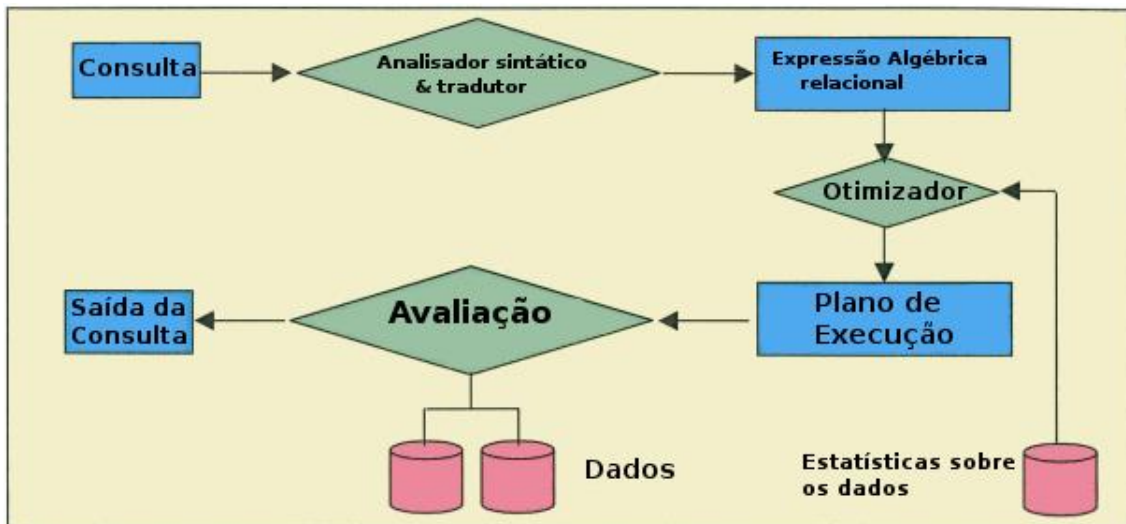 Consulta
Analisador sintático
& tradutor
Expressão Algébrica
relacional
Otimizador
Plano de
Execução
Avaliação
Saída da
Consulta
Dados
Estatísticas sobre
os dados